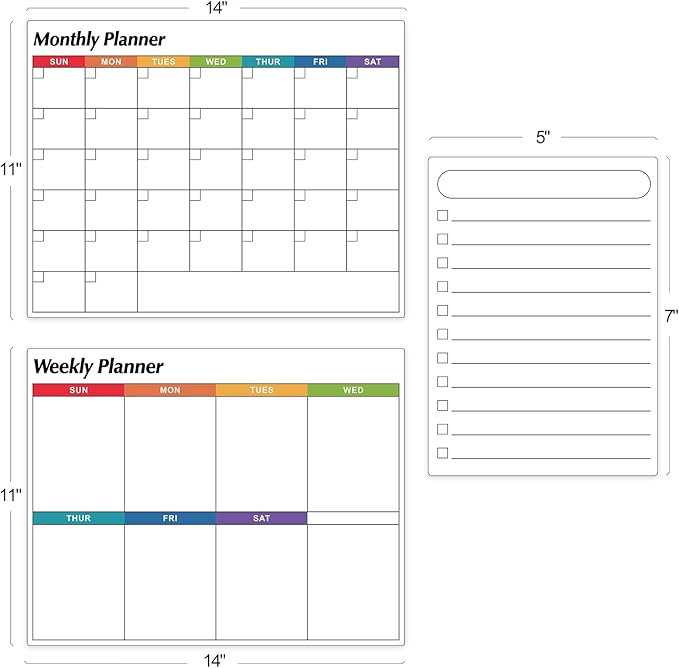 14"
11"
Monthly Planner
SUN MON TUES WED THUR FRI SAT
5"
7"
11"
Weekly Planner
SUN MON TUES WED
THUR FRI SAT
14"